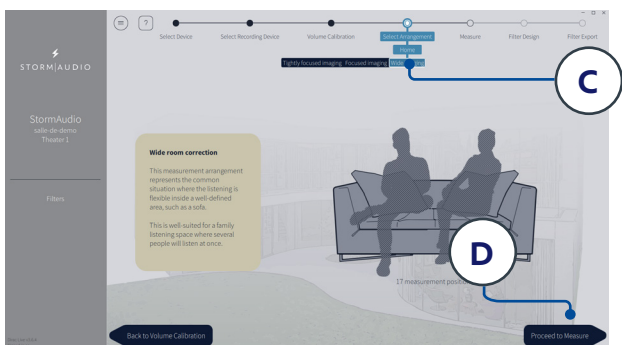 Select Device
Select Recording Device
Volume Calibration
Select Arrangement
Measure
Filter Design
Filter Export
?
Home
Tightly focused imaging Focused imaging Wide
STORM|AUDIO
C
StormAudio
salle-de-demo
Theater 1
Filters
Wide room correction
This measurement arrangement
represents the common
situation where the listening is
flexible inside a well-defined
area, such as a sofa.
This is well-suited for a family
listening space where several
people will listen at once.
D
17 measurement
Back to Volume Calibration
Proceed to Measure